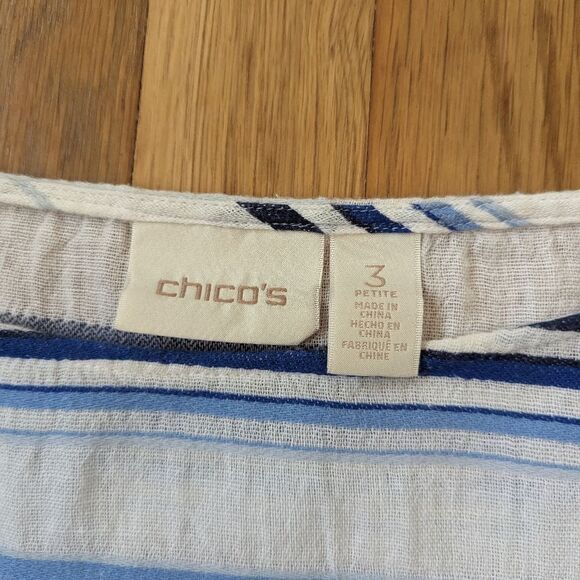 chico's
3
PETITE
MADE IN
CHINA
HECHO EN
CHINA
FABRIQUÉ EN
CHINE